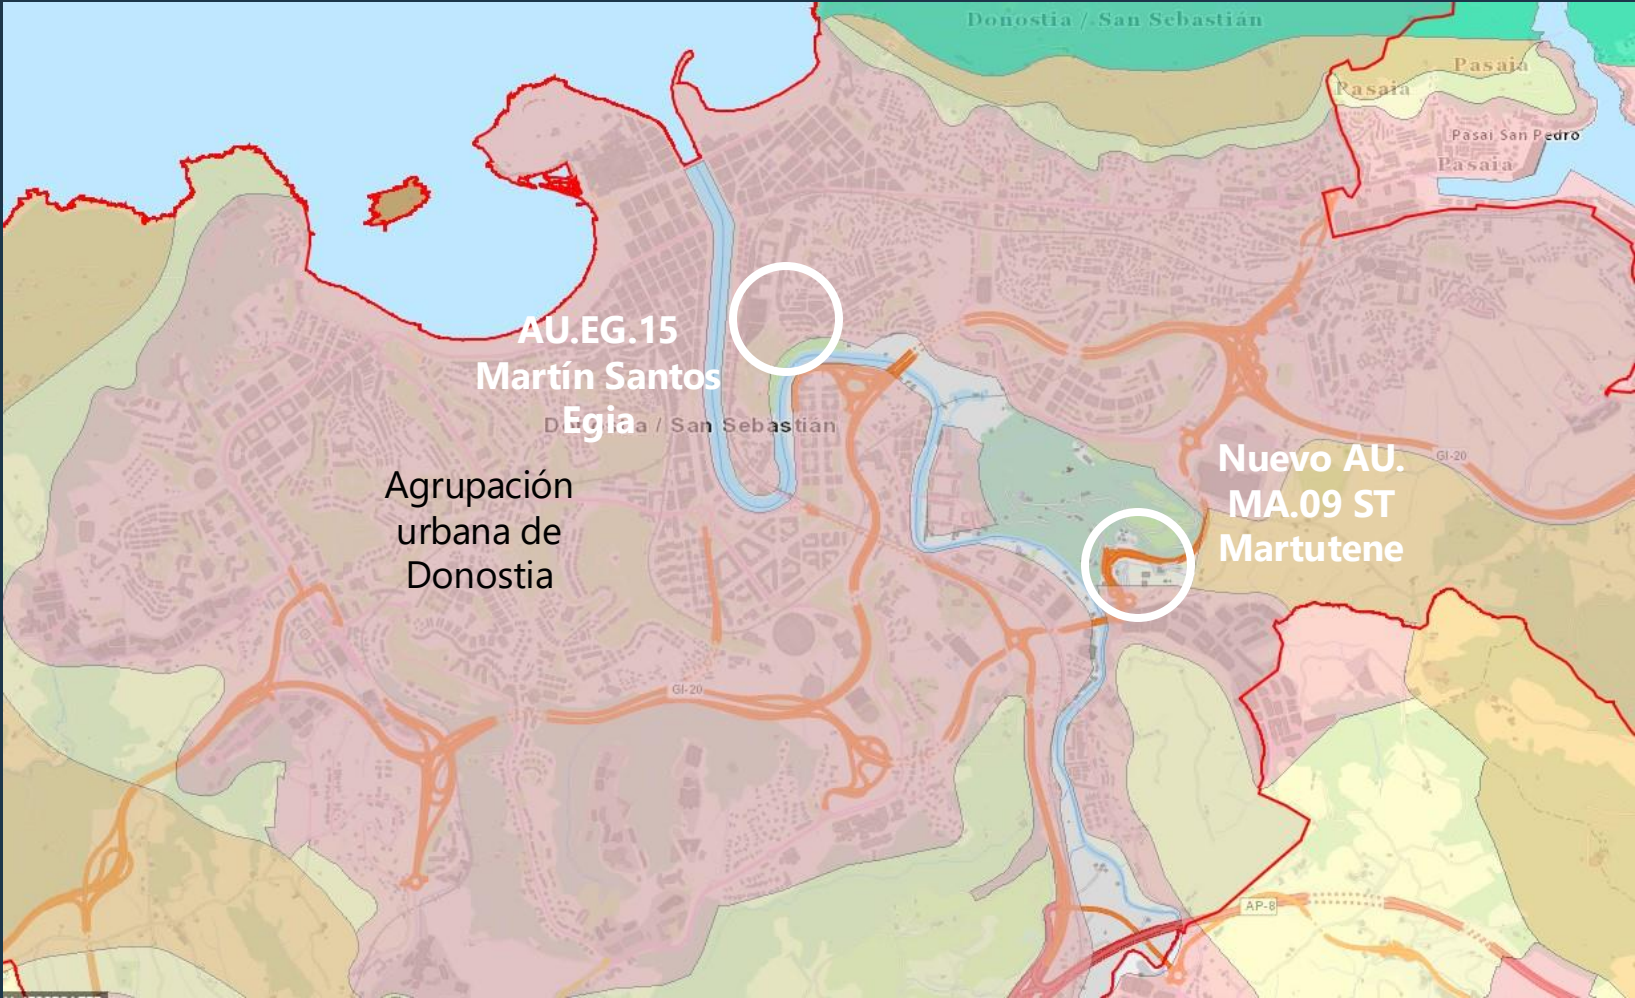 Donostia / San Sebastián
Pasaia
Pasaia
Pasai San Pedro
Pasaia
AU.EG.15
Martín Santos
Egia
/ San Sebastián
Agrupación
urbana de
Donostia
Nuevo AU.
MA.09 ST
Martutene
GI-20
GI-20
AP-8